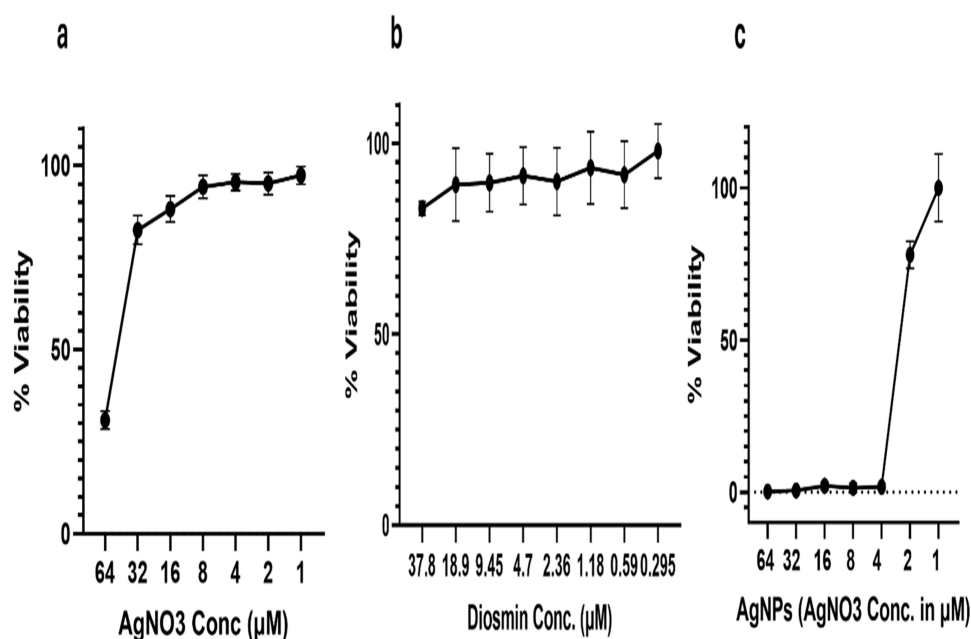 a
% Viability
100
50
0
64 32 16 8 4 2 1
AgNO3 Conc (µM)
b
% Viability
100
50
0
37.8 18.9 9.45 4.7 2.36 1.18 0.59 0.295
Diosmin Conc. (µM)
c
% Viability
100
50
0
64 32 16 8 4 2 1
AgNPs (AgNO3 Conc. in µM)